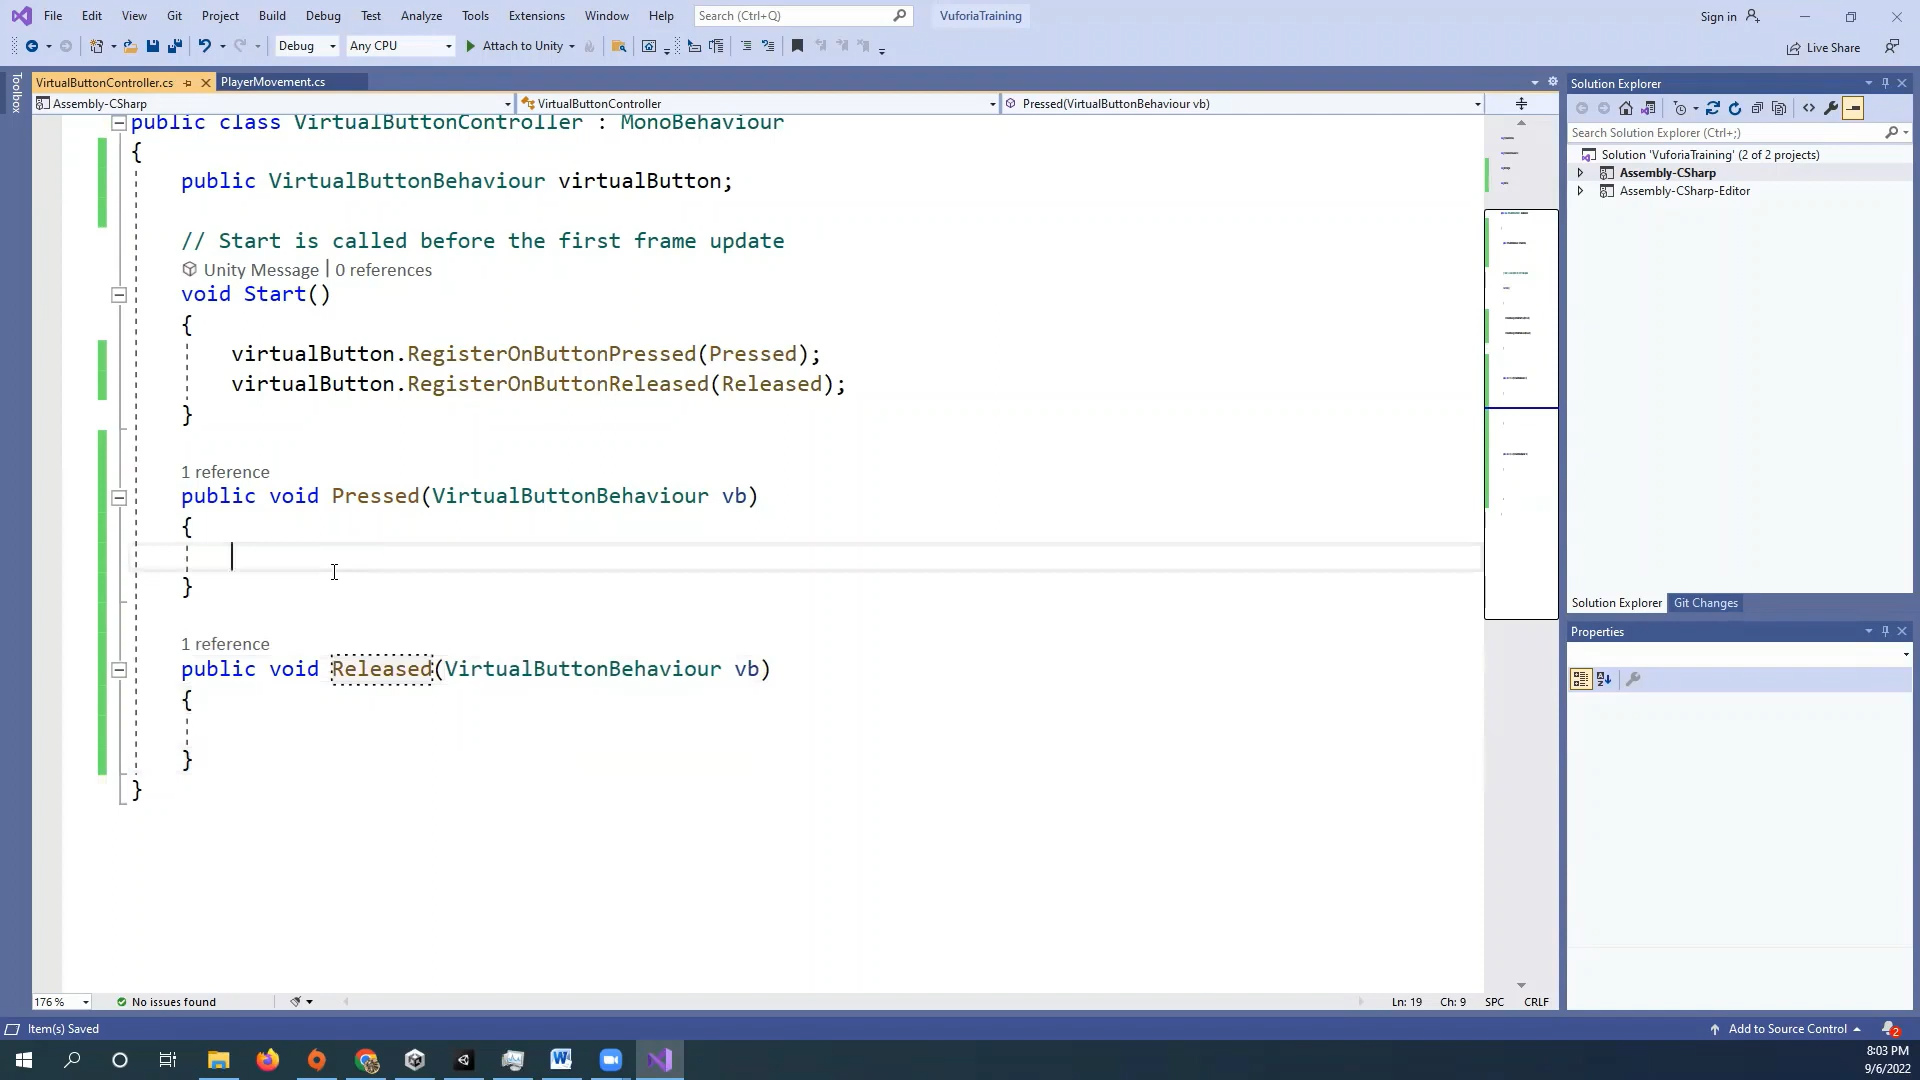 File Edit View Git Project Build Debug Test Analyze Tools Extensions Window Help Search (Ctrl+Q) VuforiaTraining Sign in
Debug Any CPU Attach to Unity Live Share
Toolbox
VirtualButtonController.cs PlayerMovement.cs
Assembly-CSharp VirtualButtonController Pressed(VirtualButtonBehaviour vb)
public class VirtualButtonController : MonoBehaviour
{
public VirtualButtonBehaviour virtualButton;
// Start is called before the first frame update
Unity Message | 0 references
void Start()
{
virtualButton.RegisterOnButtonPressed(Pressed);
virtualButton.RegisterOnButtonReleased(Released);
}
1 reference
public void Pressed(VirtualButtonBehaviour vb)
{
}
1 reference
public void Released(VirtualButtonBehaviour vb)
{
}
}
176 % No issues found Ln: 19 Ch: 9 SPC CRLF
Solution Explorer
Search Solution Explorer (Ctrl+;)
Solution 'VuforiaTraining' (2 of 2 projects)
Assembly-CSharp
Assembly-CSharp-Editor
Solution Explorer Git Changes
Properties
Item(s) Saved Add to Source Control 2
8:03 PM
9/6/2022